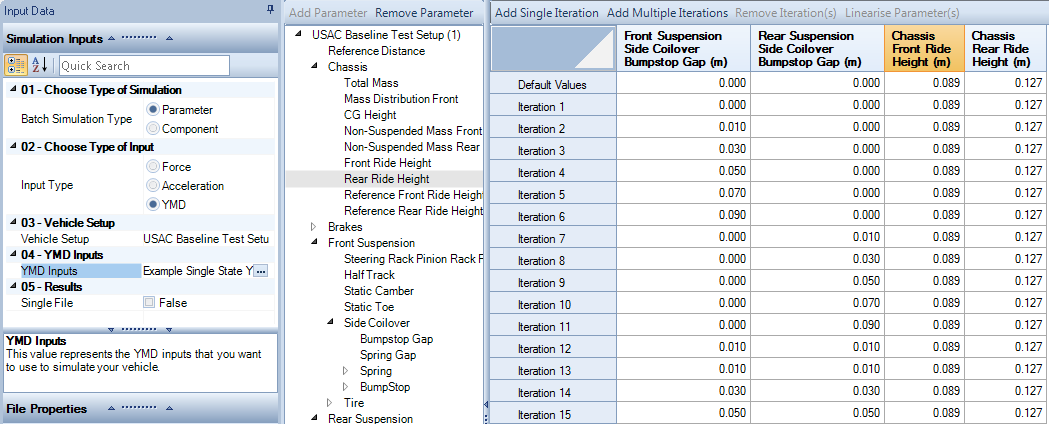 Input Data
Simulation Inputs
Quick Search
01 - Choose Type of Simulation
Batch Simulation Type
Parameter
Component
02 - Choose Type of Input
Input Type
Force
Acceleration
YMD
03 - Vehicle Setup
Vehicle Setup USAC Baseline Test Setu
04 - YMD Inputs
YMD Inputs Example Single State Y ...
05 - Results
Single File False
YMD Inputs
This value represents the YMD inputs that you want
to use to simulate your vehicle.
File Properties
Add Parameter Remove Parameter
USAC Baseline Test Setup (1)
Reference Distance
Chassis
Total Mass
Mass Distribution Front
CG Height
Non-Suspended Mass Front
Non-Suspended Mass Rear
Front Ride Height
Rear Ride Height
Reference Front Ride Heigh
Reference Rear Ride Height
Brakes
Front Suspension
Steering Rack Pinion Rack F
Half Track
Static Camber
Static Toe
Side Coilover
Bumpstop Gap
Spring Gap
Spring
BumpStop
Tire
Rear Suspension
Add Single Iteration Add Multiple Iterations Remove Iteration(s) Linearise Parameter(s)
Front Suspension
Side Coilover
Bumpstop Gap (m)
Rear Suspension
Side Coilover
Bumpstop Gap (m)
Chassis
Front Ride
Height (m)
Chassis
Rear Ride
Height (m)
Default Values 0.000 0.000 0.089 0.127
Iteration 1 0.000 0.000 0.089 0.127
Iteration 2 0.010 0.000 0.089 0.127
Iteration 3 0.030 0.000 0.089 0.127
Iteration 4 0.050 0.000 0.089 0.127
Iteration 5 0.070 0.000 0.089 0.127
Iteration 6 0.090 0.000 0.089 0.127
Iteration 7 0.000 0.010 0.089 0.127
Iteration 8 0.000 0.030 0.089 0.127
Iteration 9 0.000 0.050 0.089 0.127
Iteration 10 0.000 0.070 0.089 0.127
Iteration 11 0.000 0.090 0.089 0.127
Iteration 12 0.010 0.010 0.089 0.127
Iteration 13 0.010 0.010 0.089 0.127
Iteration 14 0.030 0.030 0.089 0.127
Iteration 15 0.050 0.050 0.089 0.127